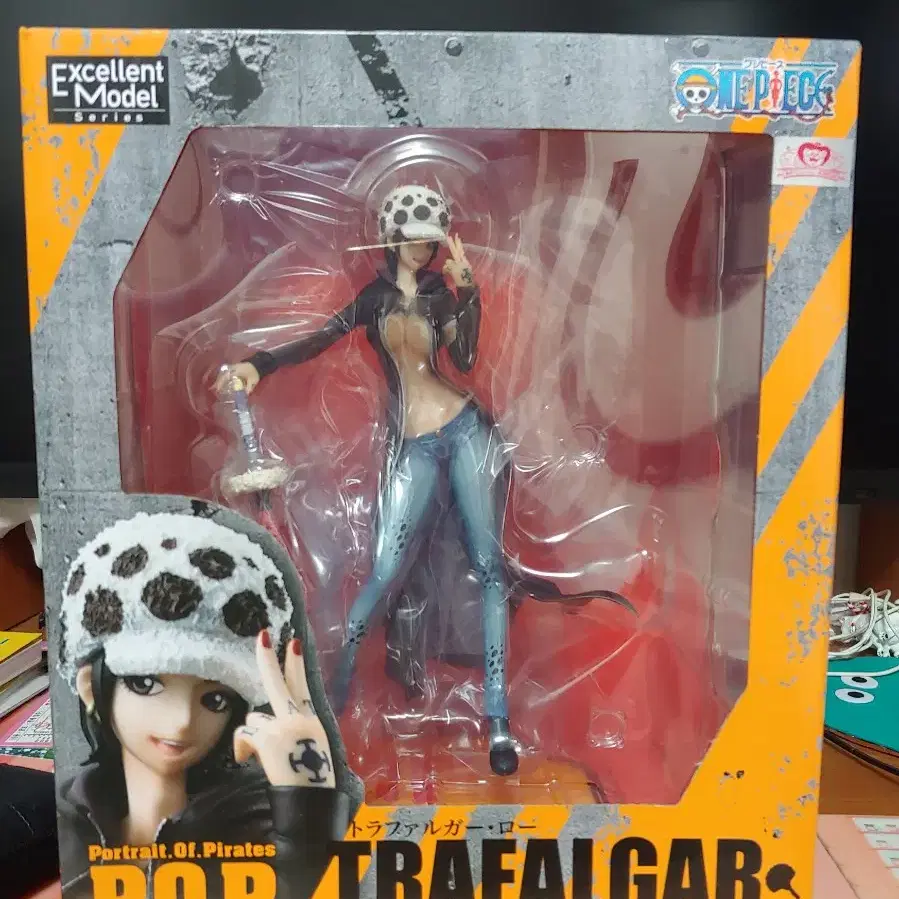 Excellent
Model
Series
ワンピース
ONE PIECE
トラファルガー・ロー
Portrait.Of.Pirates
P.O.P
TRAFALGAR